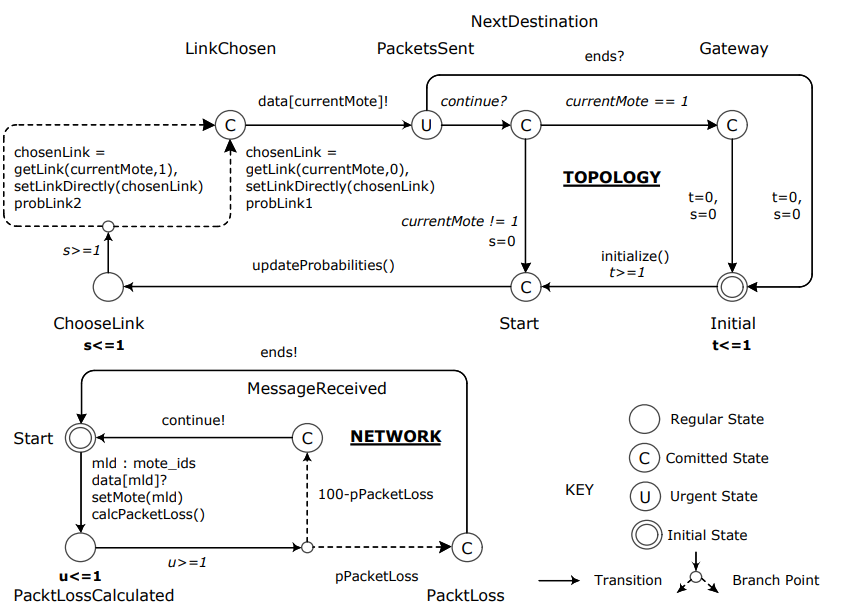 NextDestination
LinkChosen
PacketsSent
Gateway
ends?
data[currentMote]!
continue?
currentMote == 1
C
U
C
C
chosenLink =
getLink(currentMote,1),
setLinkDirectly(chosenLink)
probLink2
chosenLink =
getLink(currentMote,0),
setLinkDirectly(chosenLink)
probLink1
TOPOLOGY
t=0,
s=0
t=0,
s=0
currentMote != 1
s=0
s>=1
updateProbabilities()
initialize()
t>=1
C
ChooseLink
s<=1
Start
Initial
t<=1
ends!
MessageReceived
continue!
Start
C
NETWORK
mId : mote_ids
data[mId]?
setMote(mId)
calcPacketLoss()
100-pPacketLoss
u>=1
C
u<=1
PacktLossCalculated
pPacketLoss
PacktLoss
KEY
Regular State
C
Comitted State
U
Urgent State
Initial State
Transition
Branch Point